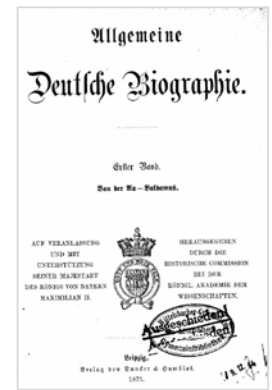 Allgemeine
Deutſche Biographie.
Erſter Band.
Von der Aa — Baldamus.
AUF VERANLASSUNG
UND MIT
UNTERSTÜTZUNG
SEINER MAJESTAET
DES KÖNIGS VON BAYERN
MAXIMILIAN II.
HERAUSGEGEBEN
DURCH DIE
HISTORISCHE COMMISSION
BEI DER
KÖNIGL. AKADEMIE DER
WISSENSCHAFTEN.
Ausgeschieden
Leipzig,
Verlag von Duncker & Humblot.
1875.